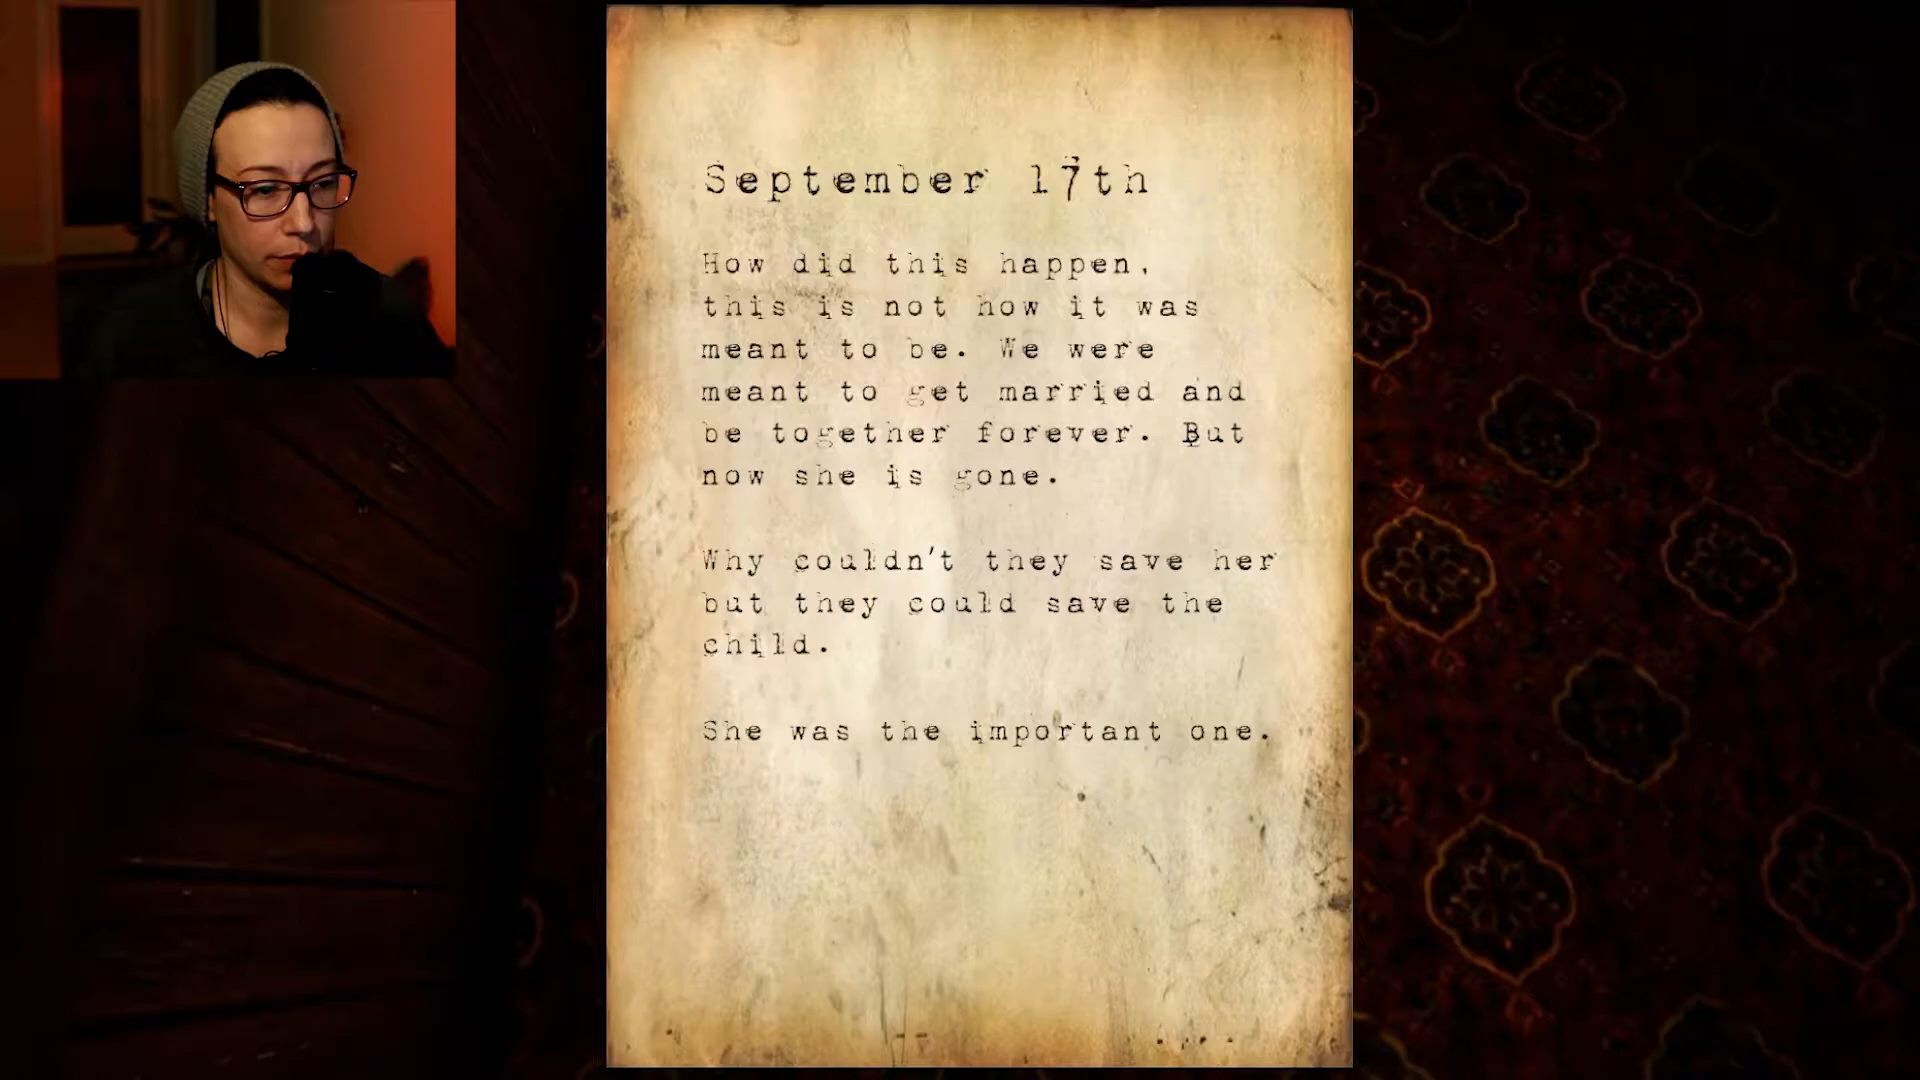 September 17th
How did this happen,
this is not how it was
meant to be. We were
meant to get married and
be together forever. But
now she is gone.
Why couldn't they save her
but they could save the
child.
She was the important one.